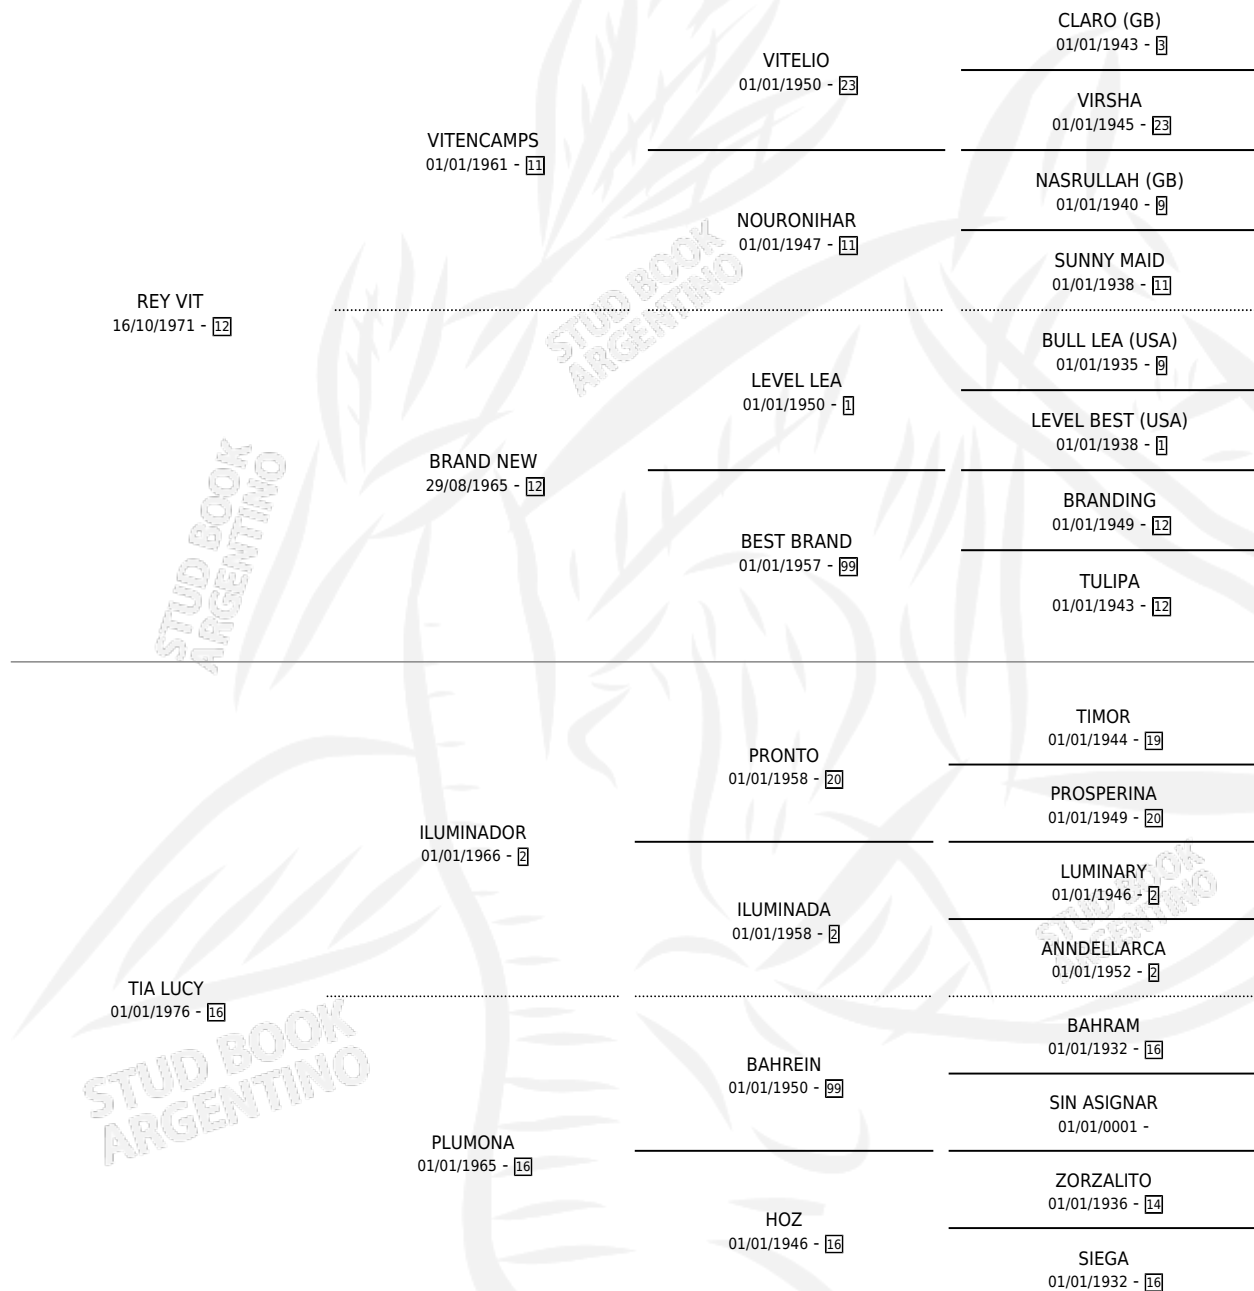 CLARO (GB)
01/01/1943 - 3
VITELIO
01/01/1950 - 23
VIRSHA
01/01/1945 - 23
VITENCAMPS
01/01/1961 - 11
NASRULLAH (GB)
01/01/1940 - 9
NOURONIHAR
01/01/1947 - 11
SUNNY MAID
01/01/1938 - 11
REY VIT
16/10/1971 - 12
BULL LEA (USA)
01/01/1935 - 9
LEVEL LEA
01/01/1950 - 1
LEVEL BEST (USA)
01/01/1938 - 1
BRAND NEW
29/08/1965 - 12
BRANDING
01/01/1949 - 12
BEST BRAND
01/01/1957 - 99
TULIPA
01/01/1943 - 12
TIMOR
01/01/1944 - 19
PRONTO
01/01/1958 - 20
PROSPERINA
01/01/1949 - 20
ILUMINADOR
01/01/1966 - 2
LUMINARY
01/01/1946 - 2
ILUMINADA
01/01/1958 - 2
ANNDELLARCA
01/01/1952 - 2
TIA LUCY
01/01/1976 - 16
BAHRAM
01/01/1932 - 16
BAHREIN
01/01/1950 - 99
SIN ASIGNAR
01/01/0001 -
PLUMONA
01/01/1965 - 16
ZORZALITO
01/01/1936 - 14
HOZ
01/01/1946 - 16
SIEGA
01/01/1932 - 16
STUD BOOK
ARGENTINO
STUD BOOK
ARGENTINO
STUD BOOK
ARGENTINO
STUD BOOK
ARGENTINO